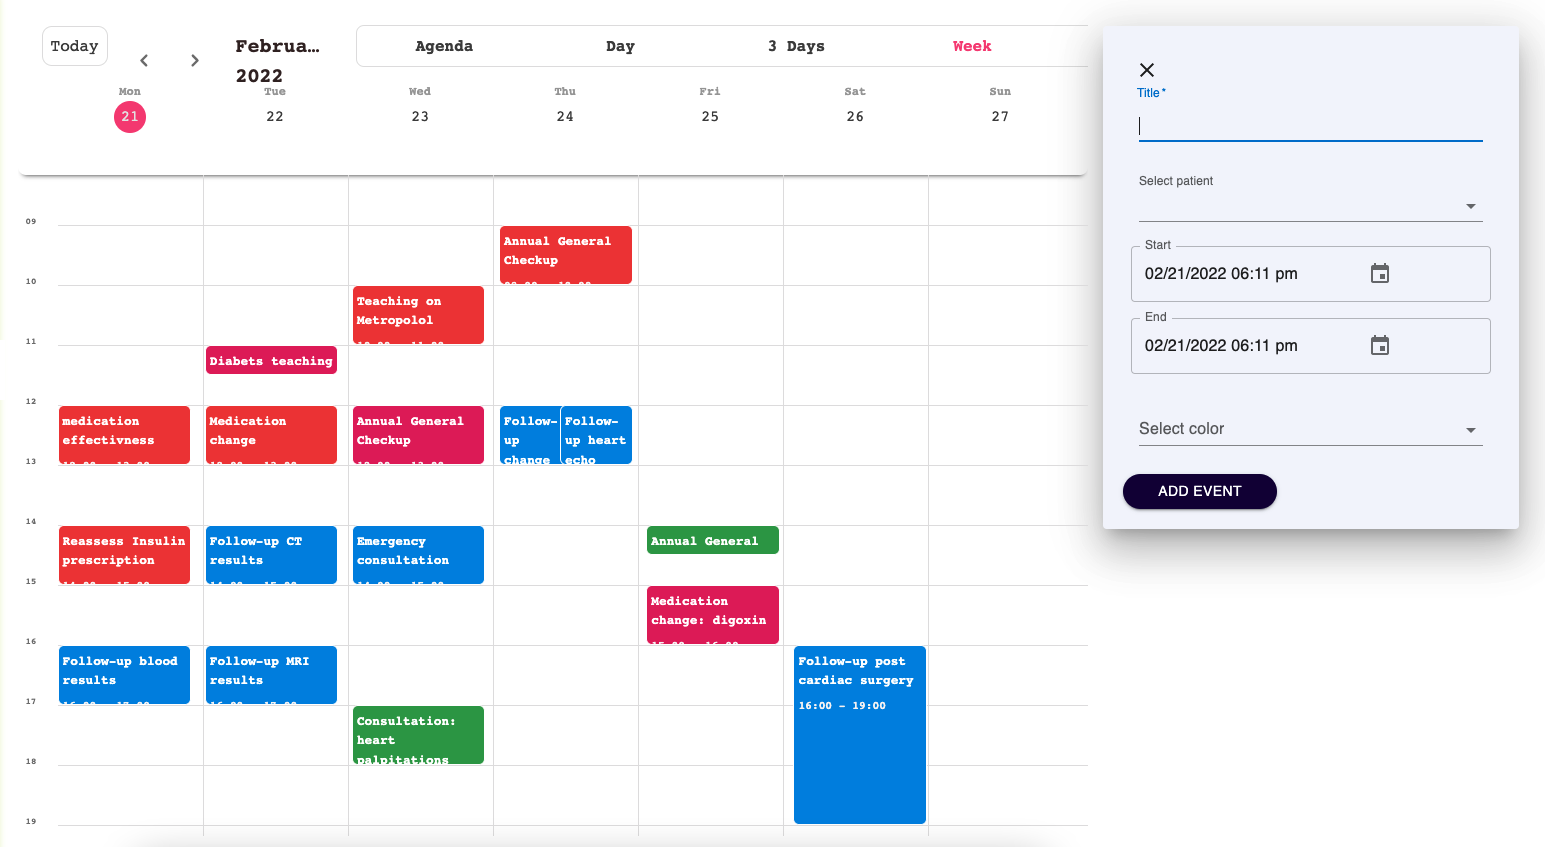 Today
Februa…
2022
Agenda
Day
3 Days
Week
Mon
21
Tue
22
Wed
23
Thu
24
Fri
25
Sat
26
Sun
27
09
10
11
12
13
14
15
16
17
18
19
medication
effectivness
Reassess Insulin
prescription
Follow-up blood
results
Diabets teaching
Medication
change
Follow-up CT
results
Follow-up MRI
results
Teaching on
Metropolol
Annual General
Checkup
Emergency
consultation
Consultation:
heart
palpitations
Annual General
Checkup
Follow-
up
change
Follow-
up heart
echo
Annual General
Medication
change: digoxin
Follow-up post
cardiac surgery
16:00 – 19:00
Title *
Select patient
Start
02/21/2022 06:11 pm
End
02/21/2022 06:11 pm
Select color
ADD EVENT